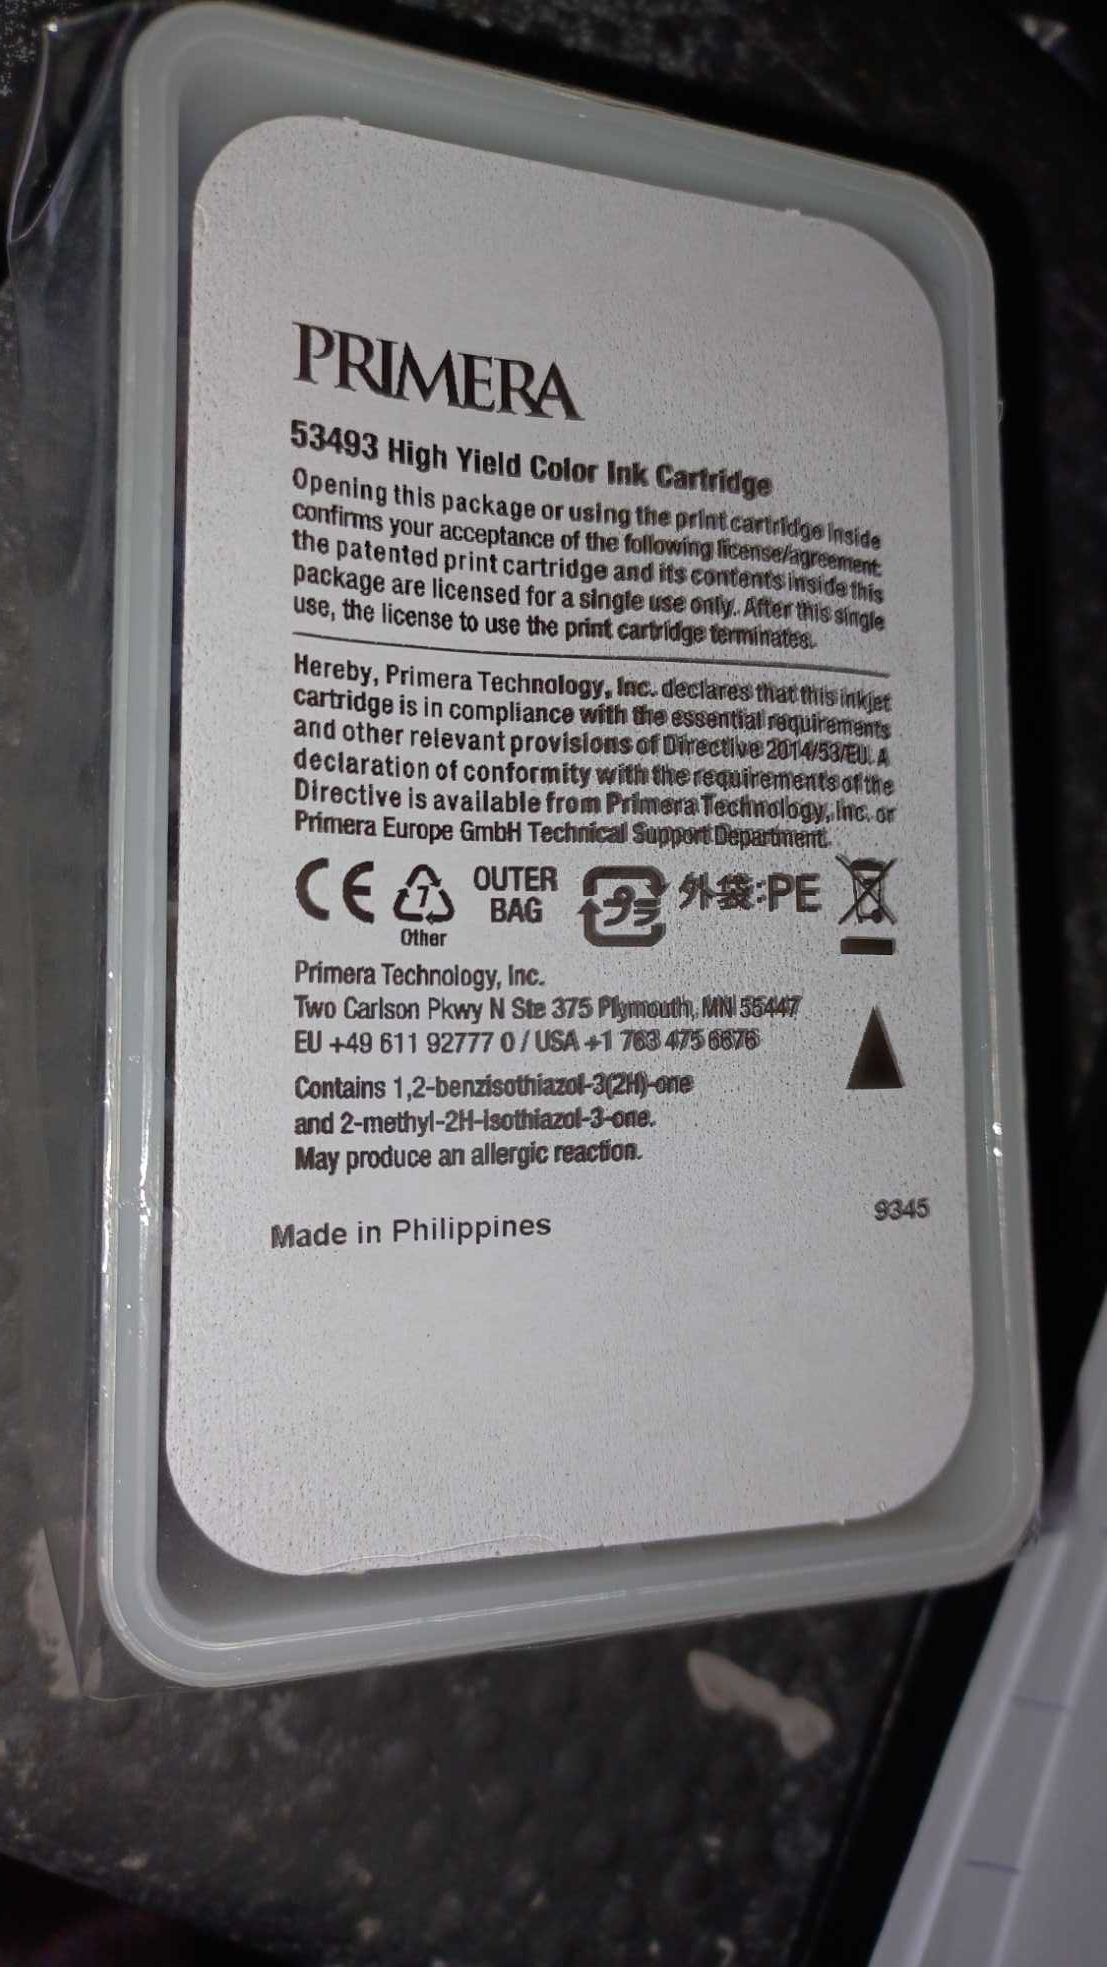 PRIMERA
53493 High Yield Color Ink Cartridge
Opening this package or using the print cartridge inside
confirms your acceptance of the following license/agreement:
the patented print cartridge and its contents inside this
package are licensed for a single use only. After this single
use, the license to use the print cartridge terminates.
Hereby, Primera Technology, Inc. declares that this inkjet
cartridge is in compliance with the essential requirements
and other relevant provisions of Directive 2014/53/EU. A
declaration of conformity with the requirements of the
Directive is available from Primera Technology, Inc. or
Primera Europe GmbH Technical Support Department.
CE 7 OUTER プラ 外袋:PE
BAG
Other
Primera Technology, Inc.
Two Carlson Pkwy N Ste 375 Plymouth, MN 55447
EU +49 611 92777 0 / USA +1 763 475 6676
Contains 1,2-benzisothiazol-3(2H)-one
and 2-methyl-2H-isothiazol-3-one.
May produce an allergic reaction.
9345
Made in Philippines